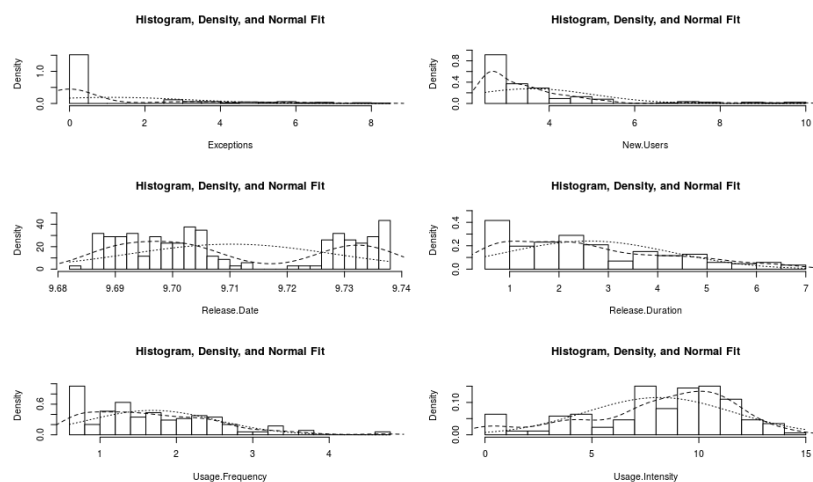 Histogram, Density, and Normal Fit
Density
0.0 1.0
0 2 4 6 8
Exceptions
Histogram, Density, and Normal Fit
Density
0.0 0.4 0.8
4 6 8 10
New.Users
Histogram, Density, and Normal Fit
Density
0 20 40
9.68 9.69 9.70 9.71 9.72 9.73 9.74
Release.Date
Histogram, Density, and Normal Fit
Density
0.0 0.2 0.4
1 2 3 4 5 6 7
Release.Duration
Histogram, Density, and Normal Fit
Density
0.0 0.6
1 2 3 4
Usage.Frequency
Histogram, Density, and Normal Fit
Density
0.00 0.10
0 5 10 15
Usage.Intensity